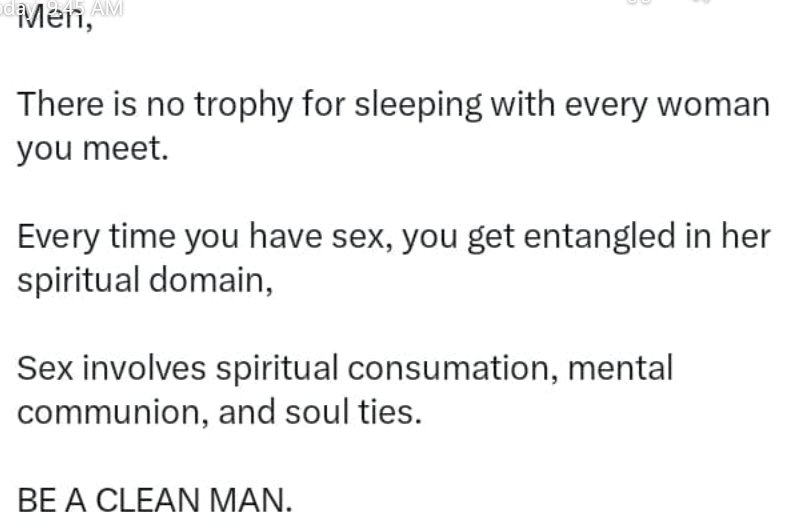 oday 9:45 AM
Men,
There is no trophy for sleeping with every woman
you meet.
Every time you have sex, you get entangled in her
spiritual domain,
Sex involves spiritual consumation, mental
communion, and soul ties.
BE A CLEAN MAN.